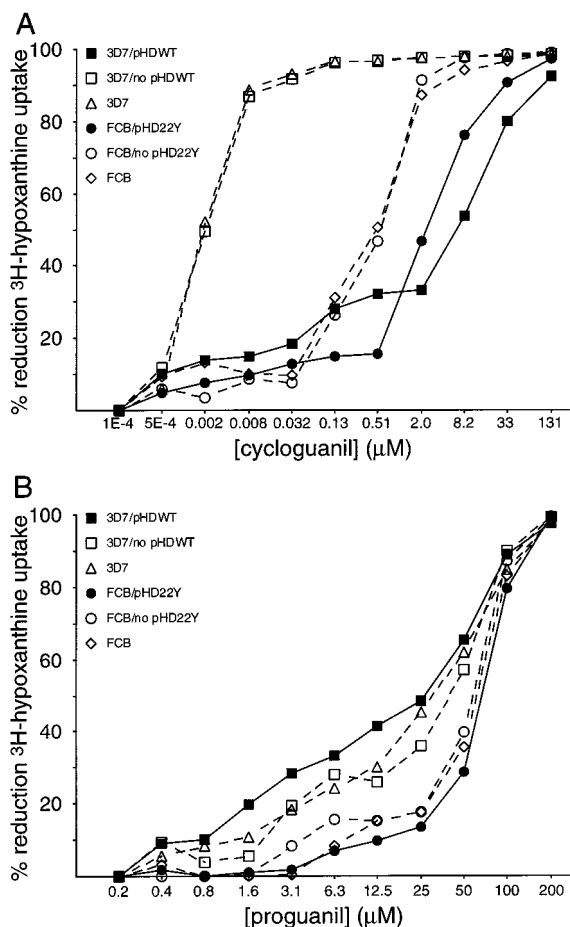 A
% reduction ³H-hypoxanthine uptake
100
80
60
40
20
3D7/pHDWT
3D7/no pHDWT
3D7
FCB/pHD22Y
FCB/no pHD22Y
FCB
1E-4 5E-4 0.002 0.008 0.032 0.13 0.51 2.0 8.2 33 131
[cycloguanil] (µM)
B
% reduction ³H-hypoxanthine uptake
100
80
60
40
20
3D7/pHDWT
3D7/no pHDWT
3D7
FCB/pHD22Y
FCB/no pHD22Y
FCB
0.2 0.4 0.8 1.6 3.1 6.3 12.5 25 50 100 200
[proguanil] (µM)